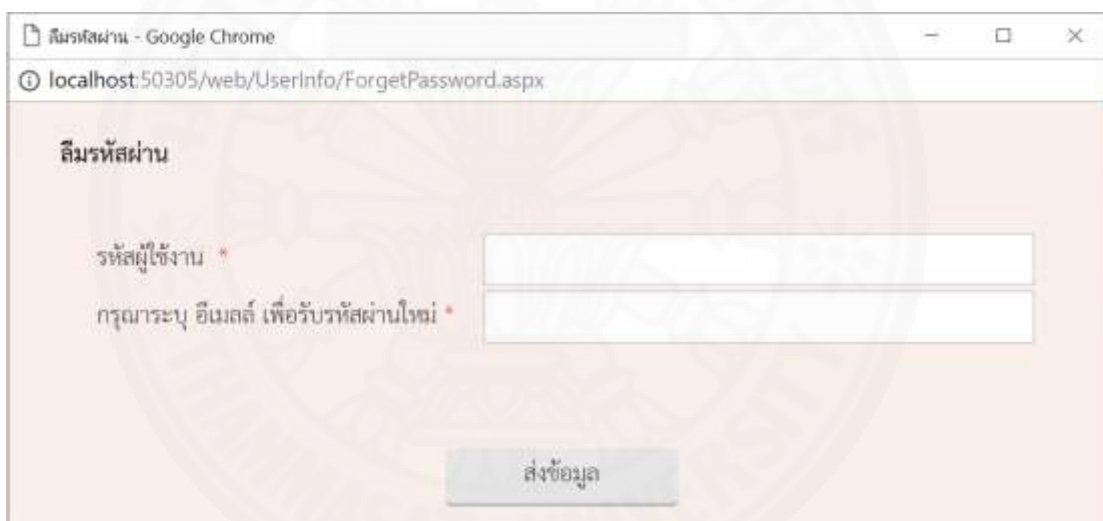 ลืมรหัสผ่าน - Google Chrome
localhost:50305/web/UserInfo/ForgetPassword.aspx
ลืมรหัสผ่าน
รหัสผู้ใช้งาน *
กรุณาระบุ อีเมลล์ เพื่อรับรหัสผ่านใหม่ *
ส่งข้อมูล